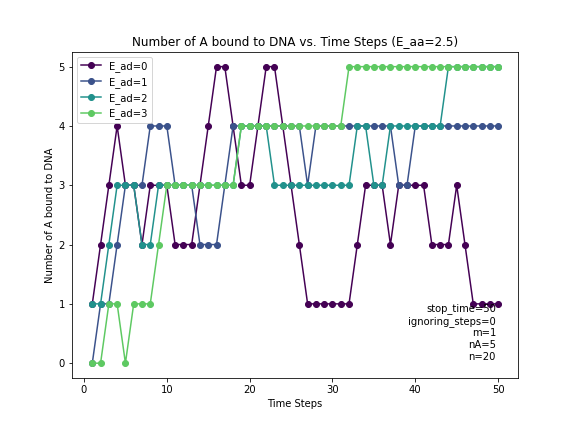 Number of A bound to DNA vs. Time Steps (E_aa=2.5)
E_ad=0
E_ad=1
E_ad=2
E_ad=3
Number of A bound to DNA
5
4
3
2
1
0
stop_time=50
ignoring_steps=0
m=1
nA=5
n=20
0
10
20
30
40
50
Time Steps